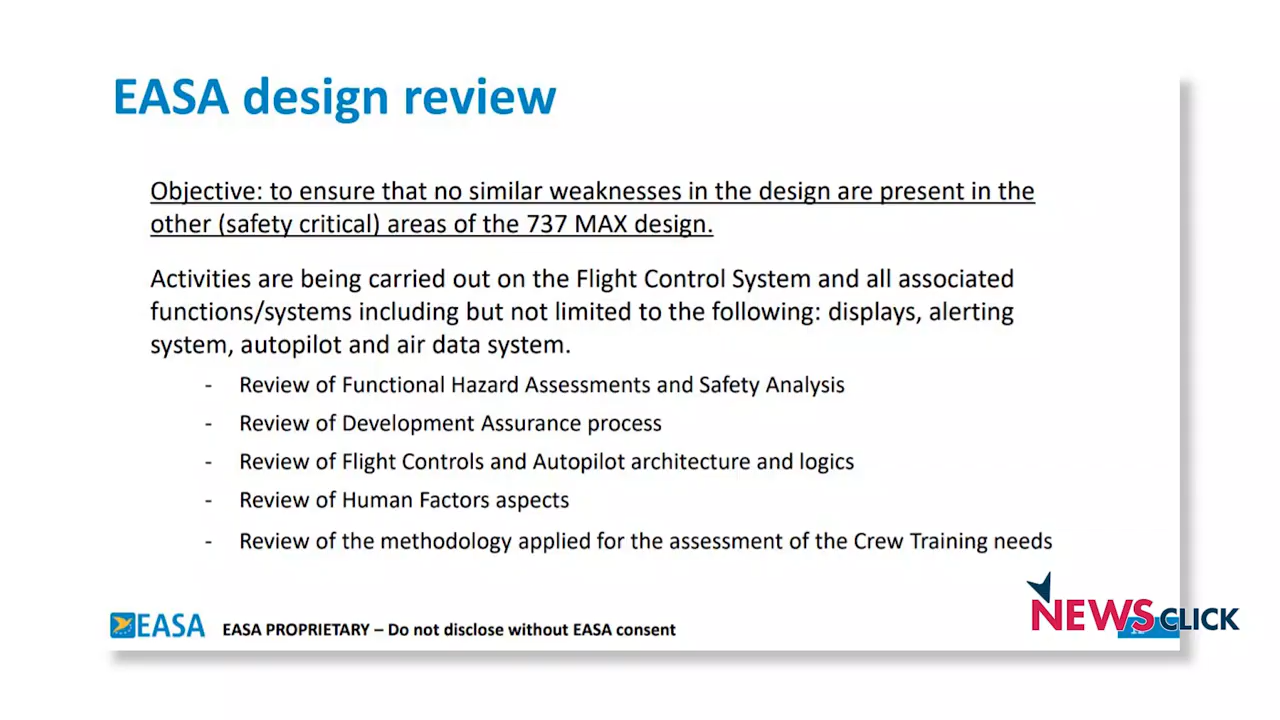 EASA design review
Objective: to ensure that no similar weaknesses in the design are present in the
other (safety critical) areas of the 737 MAX design.
Activities are being carried out on the Flight Control System and all associated
functions/systems including but not limited to the following: displays, alerting
system, autopilot and air data system.
- Review of Functional Hazard Assessments and Safety Analysis
- Review of Development Assurance process
- Review of Flight Controls and Autopilot architecture and logics
- Review of Human Factors aspects
- Review of the methodology applied for the assessment of the Crew Training needs
EASA EASA PROPRIETARY – Do not disclose without EASA consent
NEWSCLICK